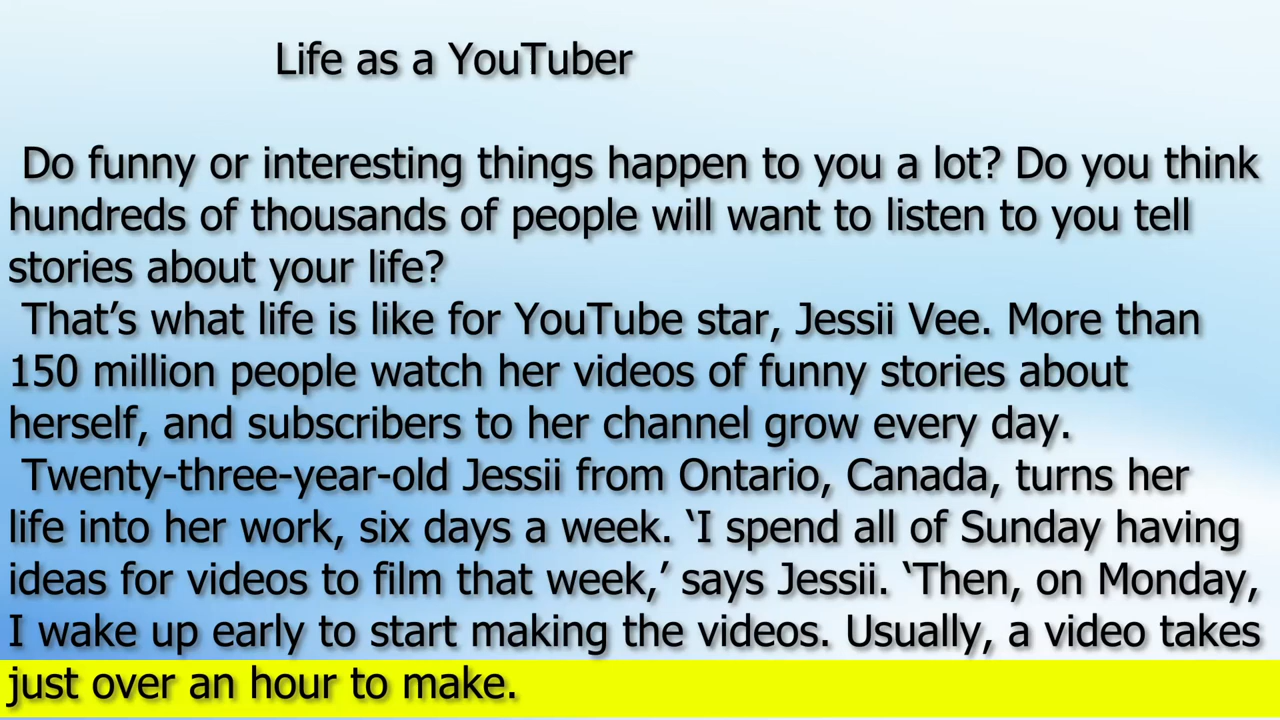 Life as a YouTuber
Do funny or interesting things happen to you a lot? Do you think
hundreds of thousands of people will want to listen to you tell
stories about your life?
That’s what life is like for YouTube star, Jessii Vee. More than
150 million people watch her videos of funny stories about
herself, and subscribers to her channel grow every day.
Twenty-three-year-old Jessii from Ontario, Canada, turns her
life into her work, six days a week. ‘I spend all of Sunday having
ideas for videos to film that week,’ says Jessii. ‘Then, on Monday,
I wake up early to start making the videos. Usually, a video takes
just over an hour to make.